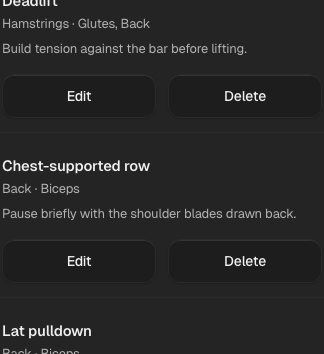 Deadlift
Hamstrings · Glutes, Back
Build tension against the bar before lifting.
Edit Delete
Chest-supported row
Back · Biceps
Pause briefly with the shoulder blades drawn back.
Edit Delete
Lat pulldown
Back · Biceps